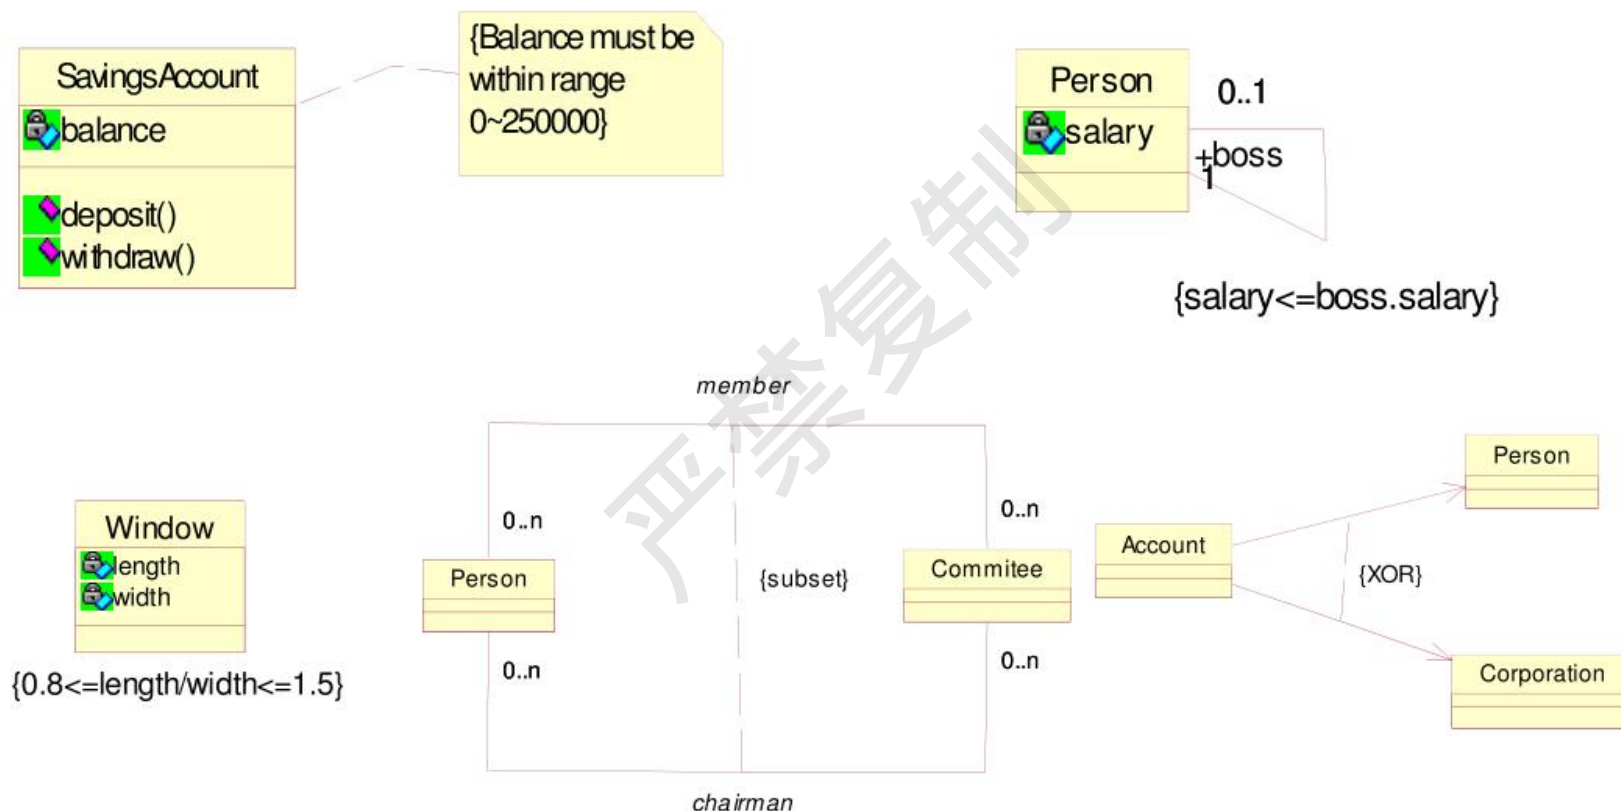 SavingsAccount
balance
deposit()
withdraw()
{Balance must be
within range
0~250000}
Person
salary
0..1
+boss
1
{salary<=boss.salary}
严禁复制
Window
length
width
{0.8<=length/width<=1.5}
member
0..n
0..n
Person
{subset}
Commitee
0..n
0..n
chairman
Account
Person
{XOR}
Corporation